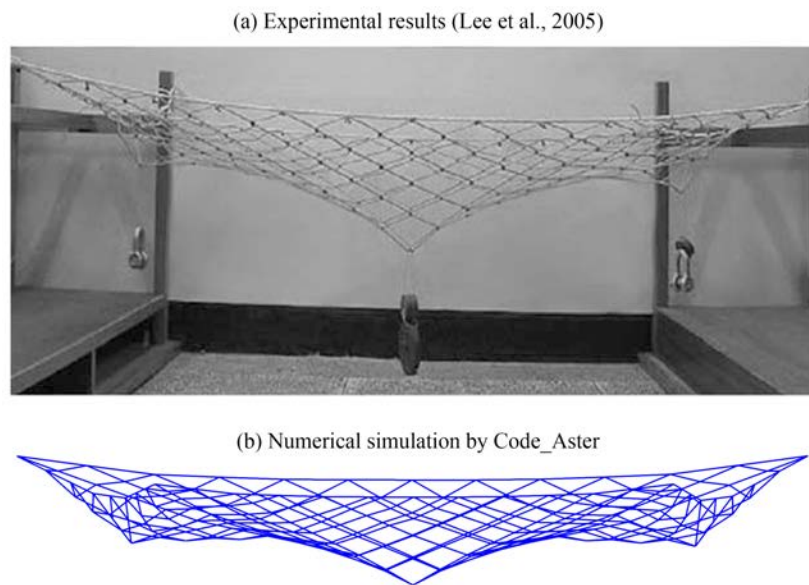 (a) Experimental results (Lee et al., 2005)
(b) Numerical simulation by Code_Aster